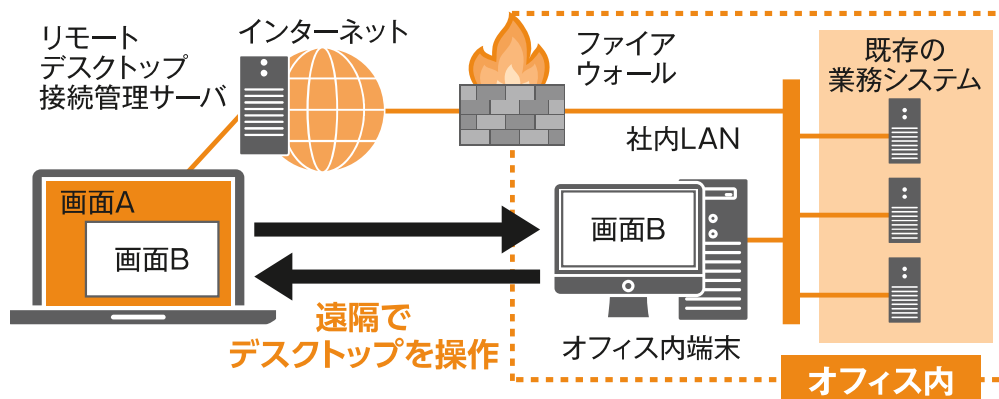 リモート
デスクトップ
接続管理サーバ
インターネット
ファイア
ウォール
既存の
業務システム
社内LAN
画面A
画面B
画面B
遠隔で
デスクトップを操作
オフィス内端末
オフィス内